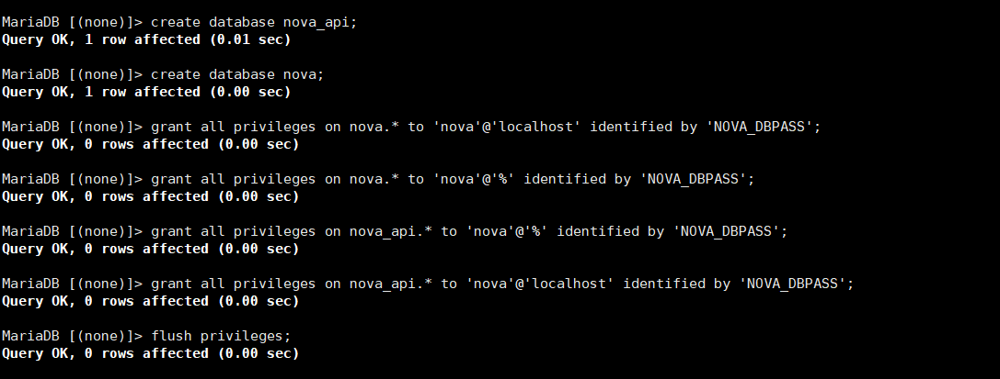 MariaDB [(none)]> create database nova_api;
Query OK, 1 row affected (0.01 sec)
MariaDB [(none)]> create database nova;
Query OK, 1 row affected (0.00 sec)
MariaDB [(none)]> grant all privileges on nova.* to 'nova'@'localhost' identified by 'NOVA_DBPASS';
Query OK, 0 rows affected (0.00 sec)
MariaDB [(none)]> grant all privileges on nova.* to 'nova'@'%' identified by 'NOVA_DBPASS';
Query OK, 0 rows affected (0.00 sec)
MariaDB [(none)]> grant all privileges on nova_api.* to 'nova'@'%' identified by 'NOVA_DBPASS';
Query OK, 0 rows affected (0.00 sec)
MariaDB [(none)]> grant all privileges on nova_api.* to 'nova'@'localhost' identified by 'NOVA_DBPASS';
Query OK, 0 rows affected (0.00 sec)
MariaDB [(none)]> flush privileges;
Query OK, 0 rows affected (0.00 sec)